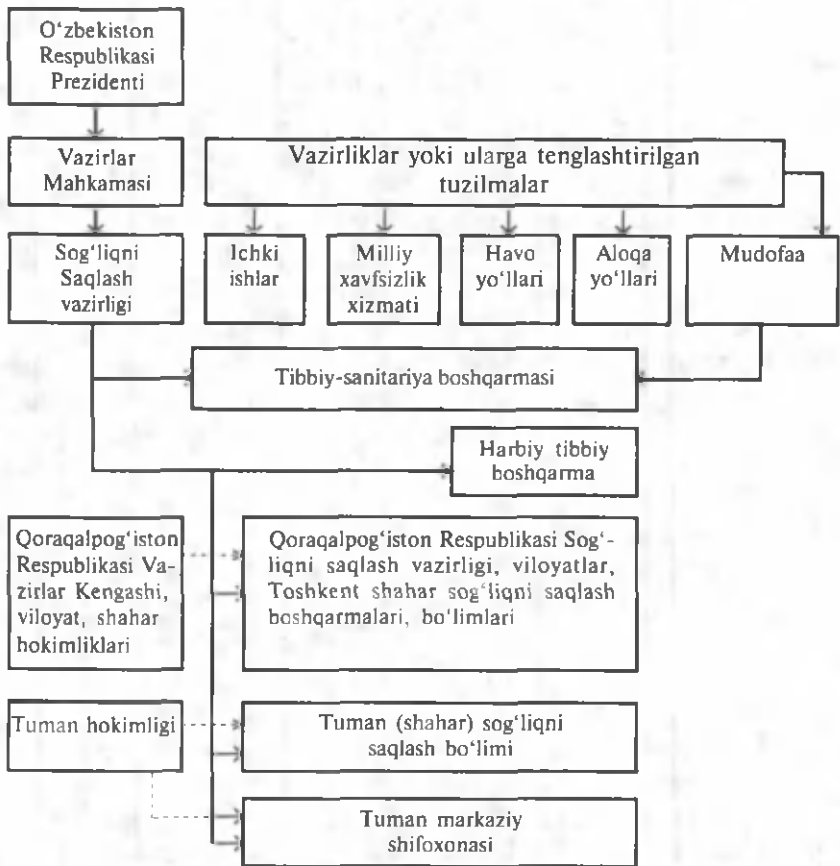 O‘zbekiston
Respublikasi
Prezidenti
Vazirlar
Mahkamasi
Vazirliklar yoki ularga tenglashtirilgan
tuzilmalar
Sog‘liqni
Saqlash
vazirligi
Ichki
ishlar
Milliy
xavfsizlik
xizmati
Havo
yo‘llari
Aloqa
yo‘llari
Mudofaa
Tibbiy-sanitariya boshqarmasi
Harbiy tibbiy
boshqarma
Qoraqalpog‘iston
Respublikasi Va-
zirlar Kengashi,
viloyat, shahar
hokimliklari
Qoraqalpog‘iston Respublikasi Sog‘-
liqni saqlash vazirligi, viloyatlar,
Toshkent shahar sog‘liqni saqlash
boshqarmalari, bo‘limlari
Tuman hokimligi
Tuman (shahar) sog‘liqni
saqlash bo‘limi
Tuman markaziy
shifoxonasi